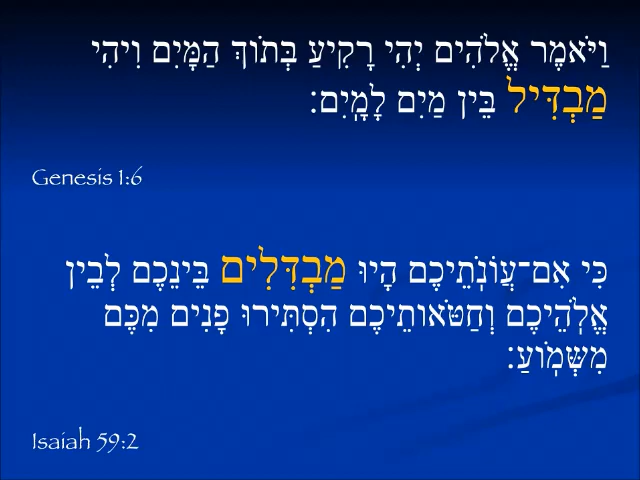 וַיֹּאמֶר אֱלֹהִים יְהִי רָקִיעַ בְּתוֹךְ הַמָּיִם וִיהִי
מַבְדִּיל בֵּין מַיִם לָמָיִם׃
Genesis 1:6
כִּי אִם־עֲוֹנֹתֵיכֶם הָיוּ מַבְדִּלִים בֵּינֵכֶם לְבֵין
אֱלֹהֵיכֶם וְחַטֹּאותֵיכֶם הִסְתִּירוּ פָנִים מִכֶּם
מִשְּׁמוֹעַ׃
Isaiah 59:2